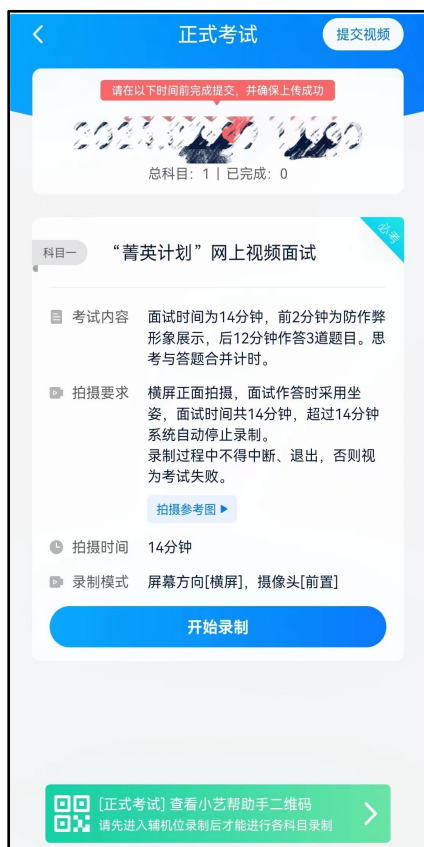 正式考试
提交视频
请在以下时间前完成提交，并确保上传成功
总科目：1 | 已完成：0
必考
科目一
“菁英计划”网上视频面试
考试内容
面试时间为14分钟，前2分钟为防作弊
形象展示，后12分钟作答3道题目。思
考与答题合并计时。
拍摄要求
横屏正面拍摄，面试作答时采用坐
姿，面试时间共14分钟，超过14分钟
系统自动停止录制。
录制过程中不得中断、退出，否则视
为考试失败。
拍摄参考图
拍摄时间
14分钟
录制模式
屏幕方向[横屏]，摄像头[前置]
开始录制
[正式考试] 查看小艺帮助手二维码
请先进入辅机位录制后才能进行各科目录制